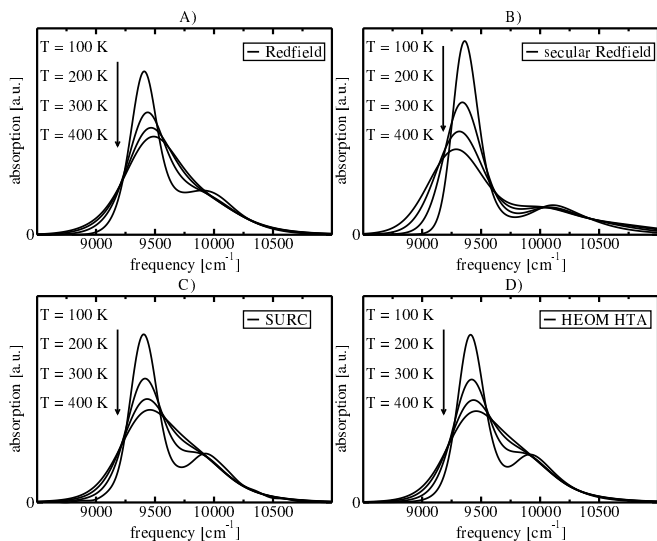 A)
T = 100 K
T = 200 K
T = 300 K
T = 400 K
Redfield
absorption [a.u.]
0
9000 9500 10000 10500
frequency [cm-1]
B)
T = 100 K
T = 200 K
T = 300 K
T = 400 K
secular Redfield
absorption [a.u.]
0
9000 9500 10000 10500
frequency [cm-1]
C)
T = 100 K
T = 200 K
T = 300 K
T = 400 K
SURC
absorption [a.u.]
0
9000 9500 10000 10500
frequency [cm-1]
D)
T = 100 K
T = 200 K
T = 300 K
T = 400 K
HEOM HTA
absorption [a.u.]
0
9000 9500 10000 10500
frequency [cm-1]